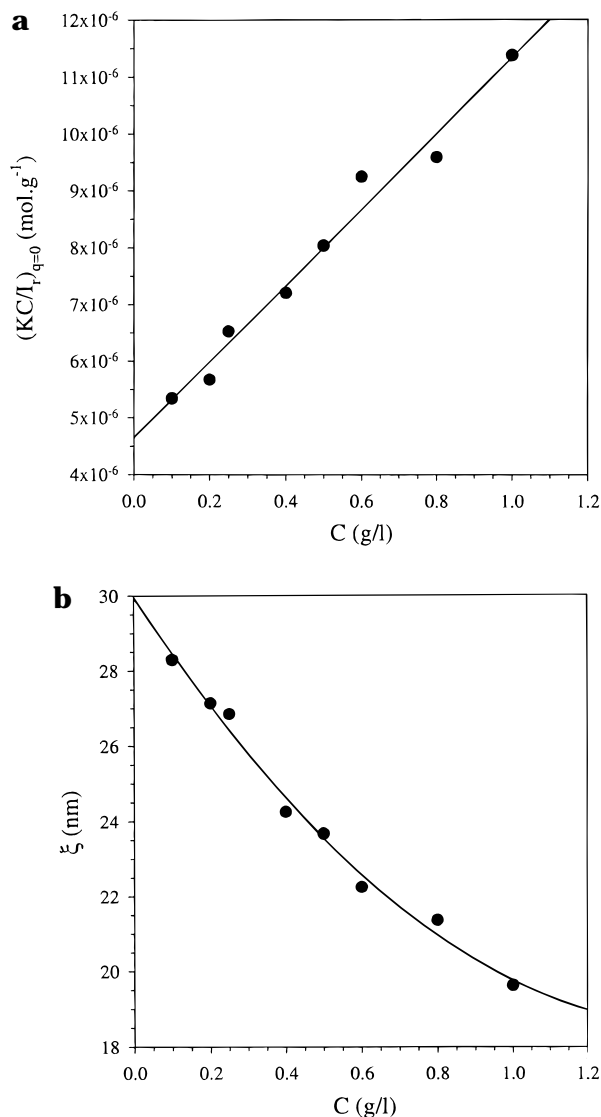 a
12x10⁻⁶
11x10⁻⁶
10x10⁻⁶
9x10⁻⁶
8x10⁻⁶
7x10⁻⁶
6x10⁻⁶
5x10⁻⁶
4x10⁻⁶
(KC/I_r)_{q=0} (mol.g⁻¹)
0.0 0.2 0.4 0.6 0.8 1.0 1.2
C (g/l)
b
30
28
26
24
22
20
18
ξ (nm)
0.0 0.2 0.4 0.6 0.8 1.0 1.2
C (g/l)